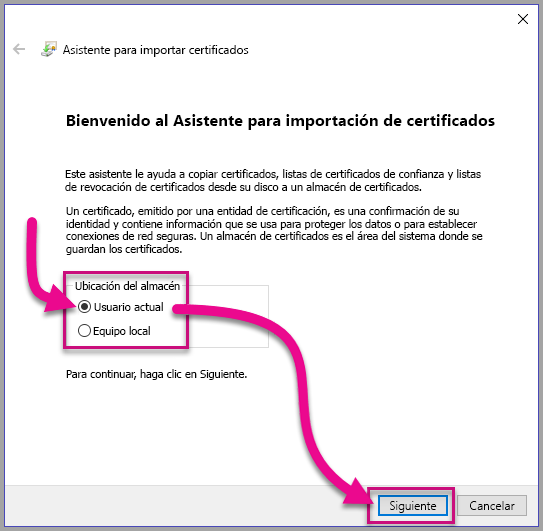 Asistente para importar certificados
Bienvenido al Asistente para importación de certificados
Este asistente le ayuda a copiar certificados, listas de certificados de confianza y listas
de revocación de certificados desde su disco a un almacén de certificados.
Un certificado, emitido por una entidad de certificación, es una confirmación de su
identidad y contiene información que se usa para proteger los datos o para establecer
conexiones de red seguras. Un almacén de certificados es el área del sistema donde se
guardan los certificados.
Ubicación del almacén
Usuario actual
Equipo local
Para continuar, haga clic en Siguiente.
Siguiente
Cancelar